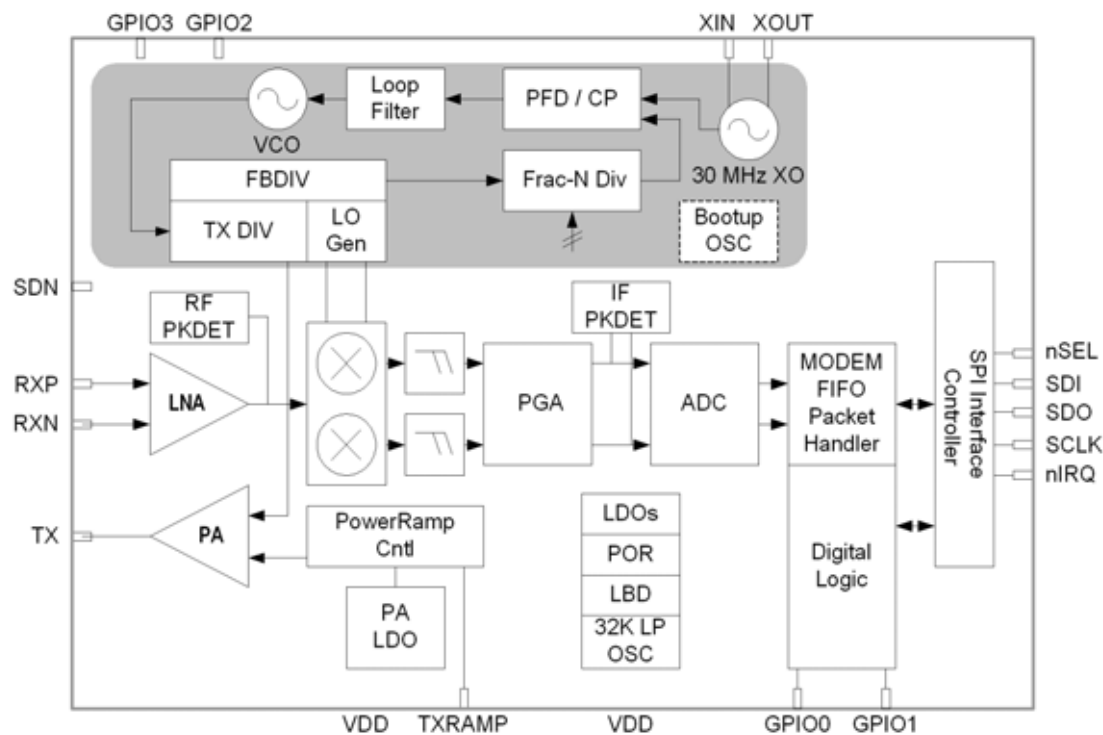 GPIO3 GPIO2 XIN XOUT
Loop
Filter
PFD / CP
VCO
30 MHz XO
FBDIV
Frac-N Div
TX DIV
LO
Gen
Bootup
OSC
SDN
RF
PKDET
IF
PKDET
RXP
RXN
LNA
PGA
ADC
MODEM
FIFO
Packet
Handler
SPI Interface
Controller
nSEL
SDI
SDO
SCLK
nIRQ
TX
PA
PowerRamp
Cntl
PA
LDO
LDOs
POR
LBD
32K LP
OSC
Digital
Logic
VDD TXRAMP VDD GPIO0 GPIO1